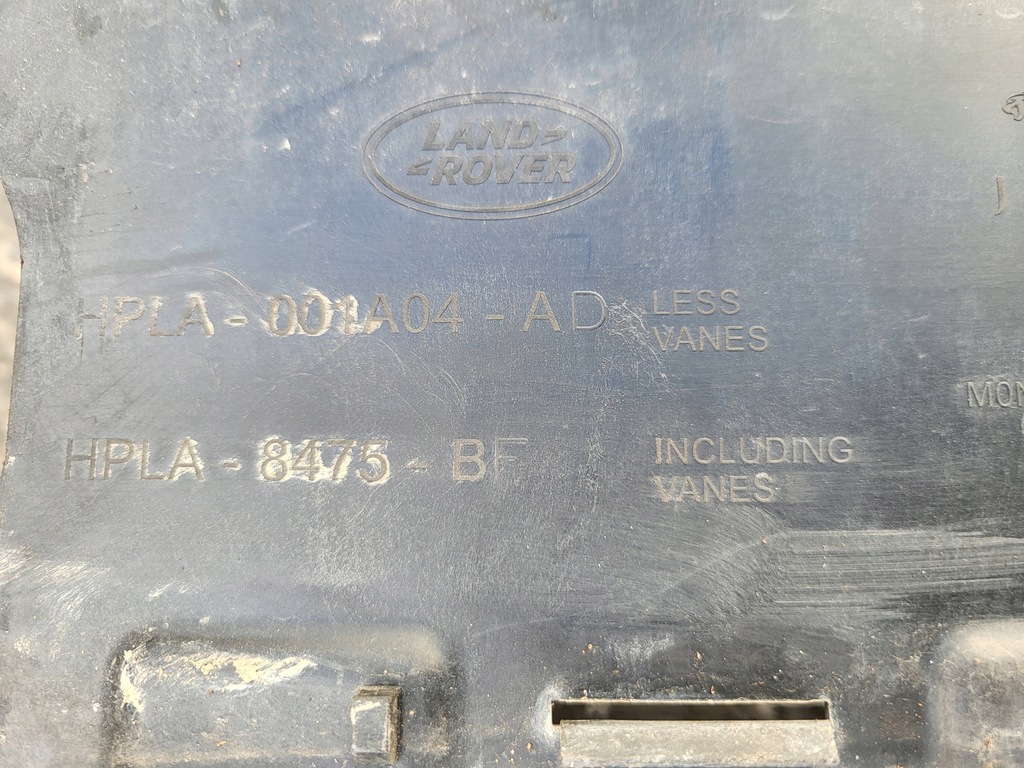 LAND
ROVER
HPLA - 001A04 - AD LESS
VANES
HPLA - 8475 - BF INCLUDING
VANES